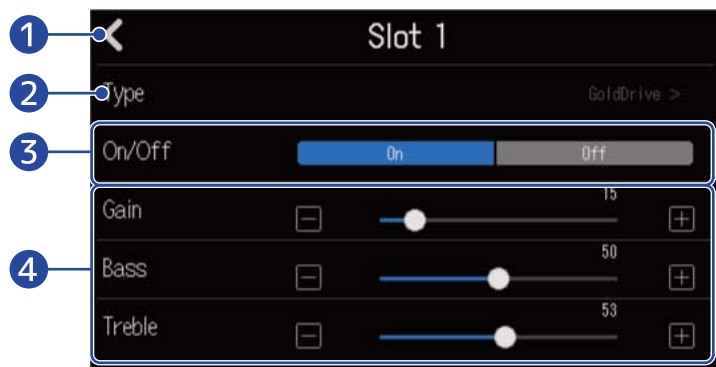 1
Slot 1
2
Type
GoldDrive >
3
On/Off
On
Off
4
Gain
15
Bass
50
Treble
53